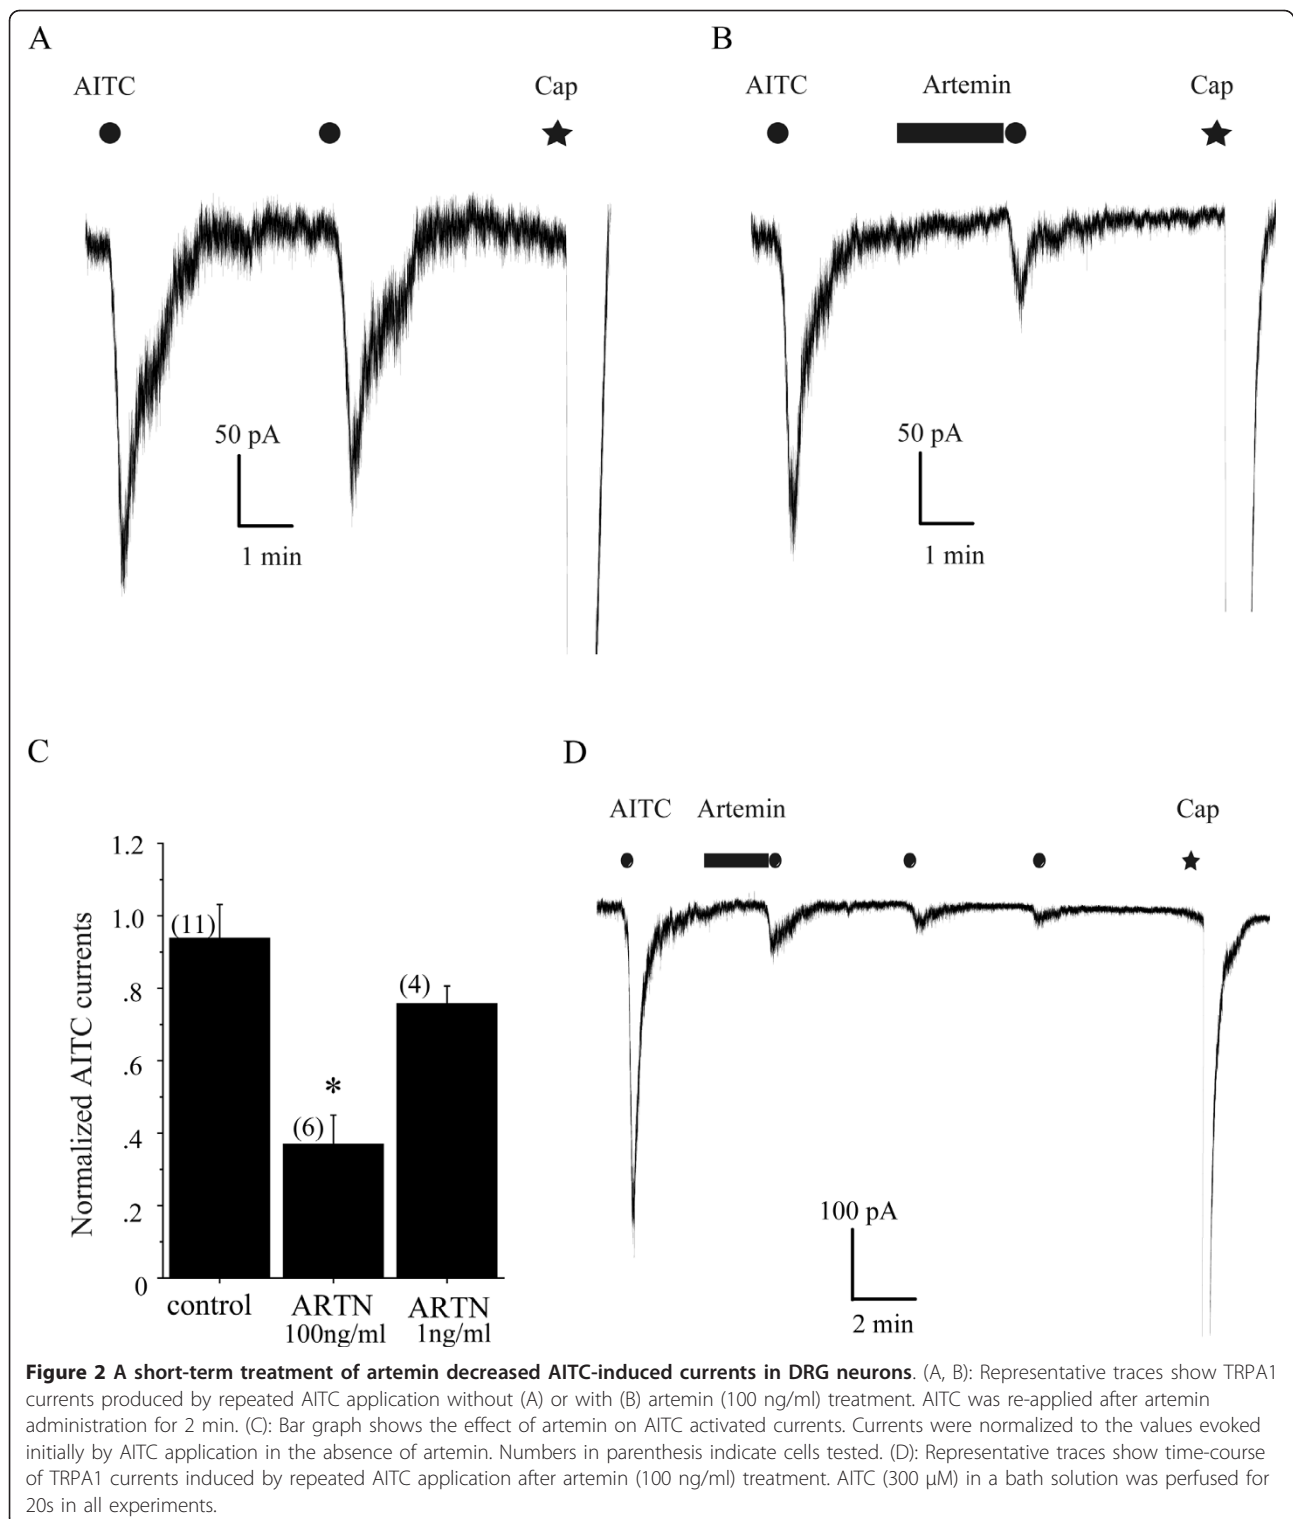 A
B
AITC
Cap
AITC
Artemin
Cap
50 pA
1 min
50 pA
1 min
C
D
AITC
Artemin
Cap
1.2
1.0
.8
.6
.4
.2
0
Normalized AITC currents
(11)
(6)
*
(4)
control
ARTN
100ng/ml
ARTN
1ng/ml
100 pA
2 min
Figure 2 A short-term treatment of artemin decreased AITC-induced currents in DRG neurons. (A, B): Representative traces show TRPA1
currents produced by repeated AITC application without (A) or with (B) artemin (100 ng/ml) treatment. AITC was re-applied after artemin
administration for 2 min. (C): Bar graph shows the effect of artemin on AITC activated currents. Currents were normalized to the values evoked
initially by AITC application in the absence of artemin. Numbers in parenthesis indicate cells tested. (D): Representative traces show time-course
of TRPA1 currents induced by repeated AITC application after artemin (100 ng/ml) treatment. AITC (300 μM) in a bath solution was perfused for
20s in all experiments.